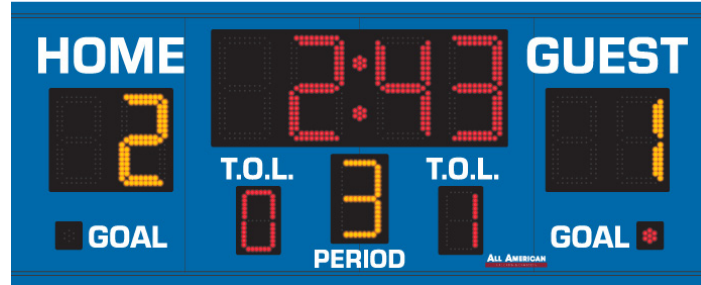 HOME 2:43 GUEST
2 1
T.O.L. 3 T.O.L.
0 1
GOAL PERIOD GOAL
ALL AMERICAN